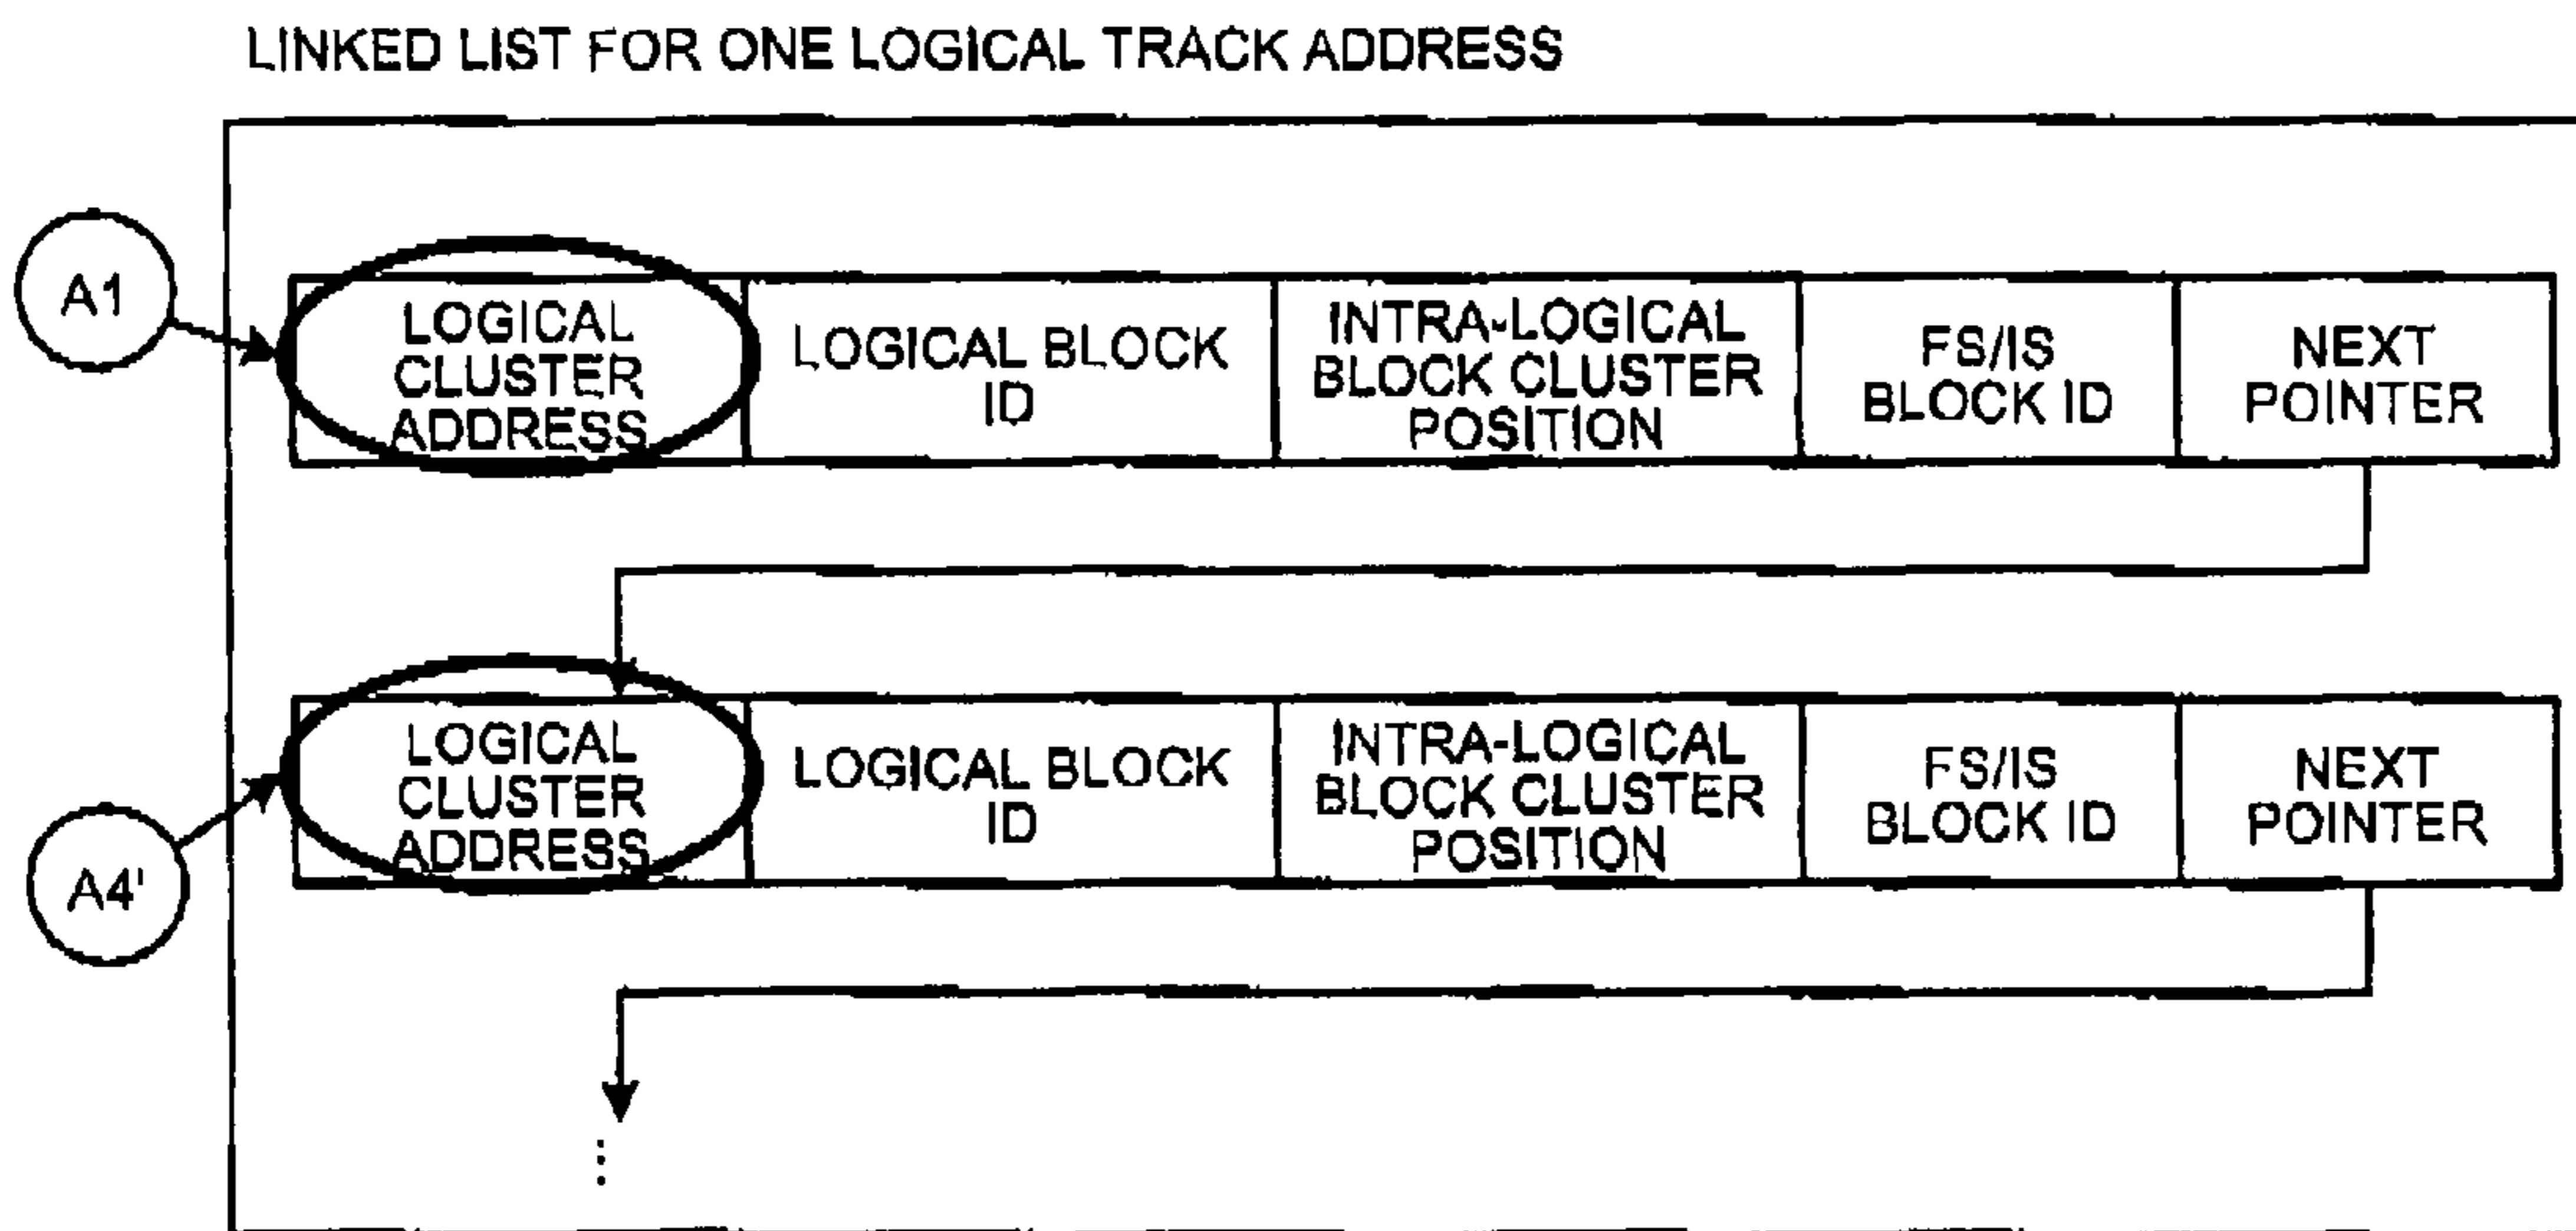 LINKED LIST FOR ONE LOGICAL TRACK ADDRESS
A1
LOGICAL
CLUSTER
ADDRESS
LOGICAL BLOCK
ID
INTRA-LOGICAL
BLOCK CLUSTER
POSITION
FS/IS
BLOCK ID
NEXT
POINTER
A4'
LOGICAL
CLUSTER
ADDRESS
LOGICAL BLOCK
ID
INTRA-LOGICAL
BLOCK CLUSTER
POSITION
FS/IS
BLOCK ID
NEXT
POINTER